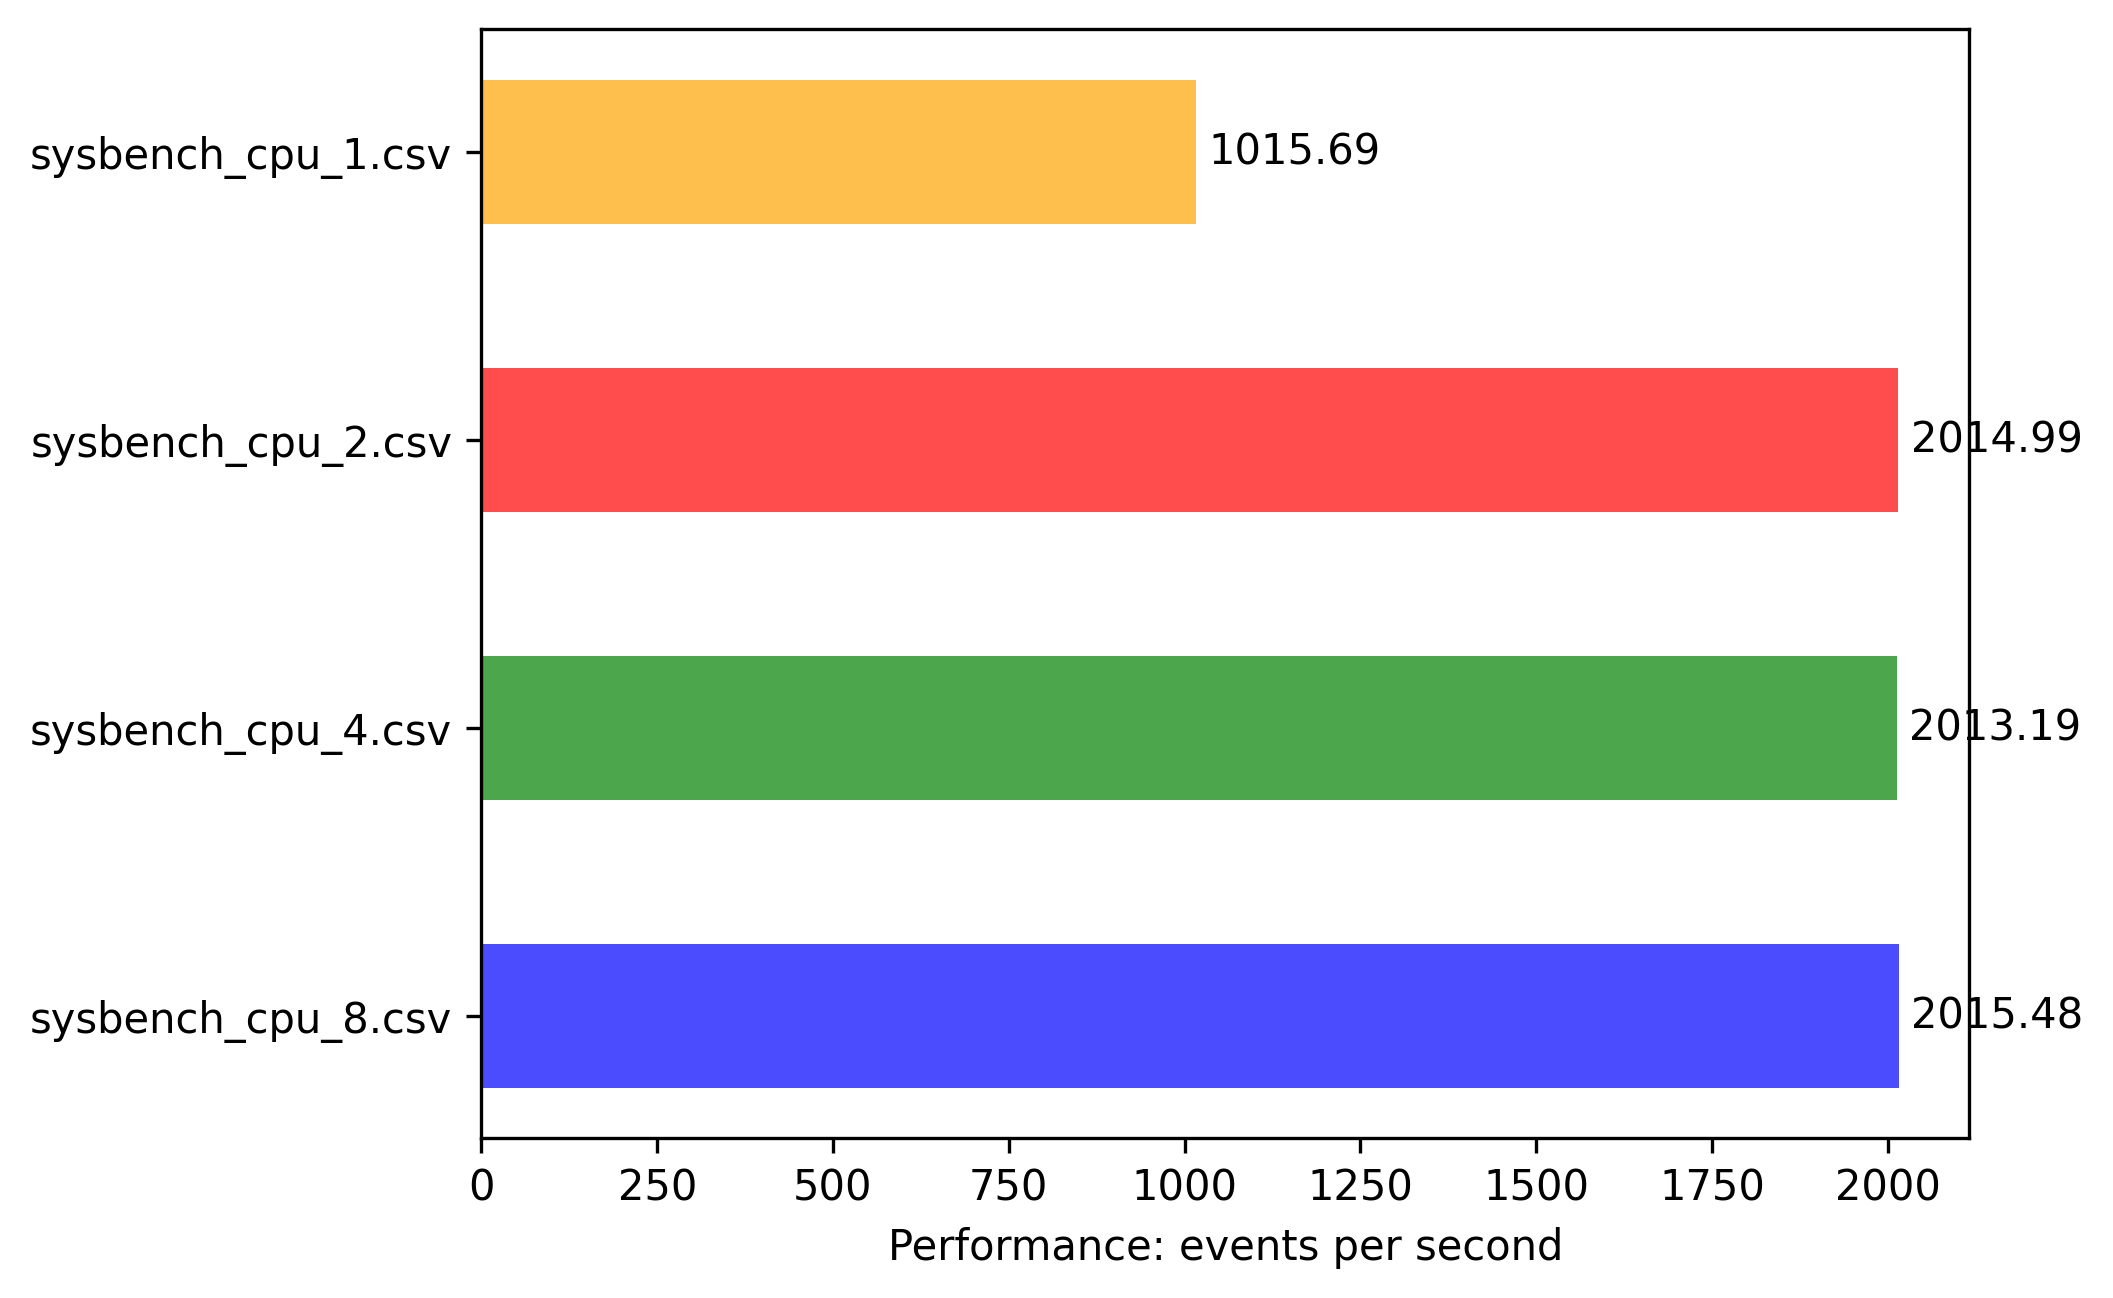 sysbench_cpu_1.csv
1015.69
sysbench_cpu_2.csv
2014.99
sysbench_cpu_4.csv
2013.19
sysbench_cpu_8.csv
2015.48
0 250 500 750 1000 1250 1500 1750 2000
Performance: events per second